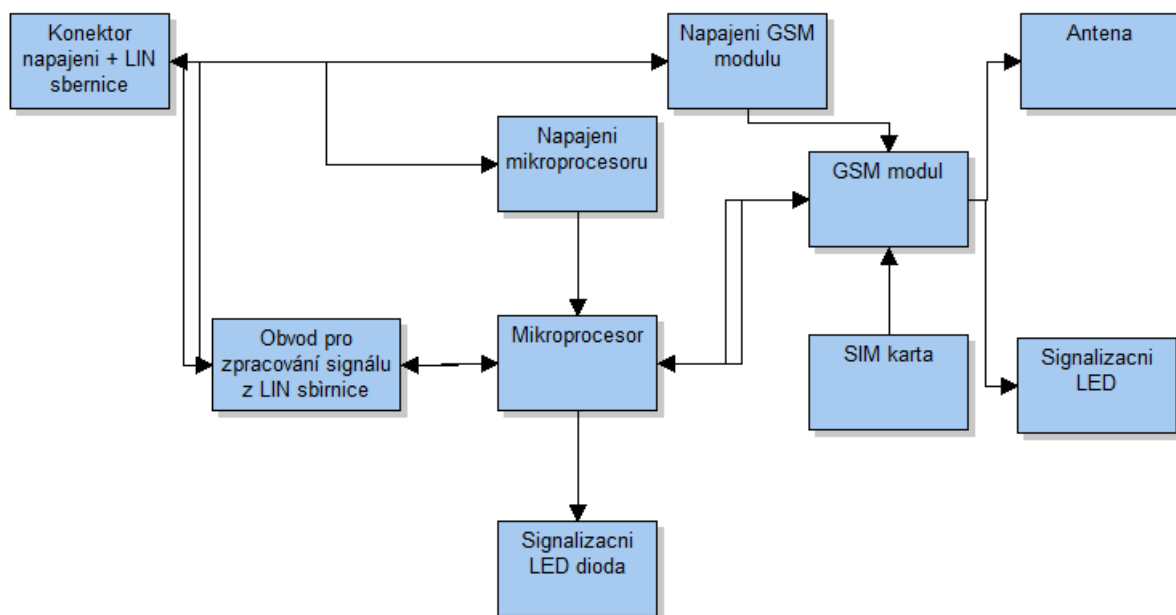 Konektor
napajeni + LIN
sbernice
Napajeni GSM
modulu
Antena
Napajeni
mikroprocesoru
GSM modul
Obvod pro
zpracování signálu
z LIN sbìrnice
Mikroprocesor
SIM karta
Signalizacni
LED
Signalizacni
LED dioda